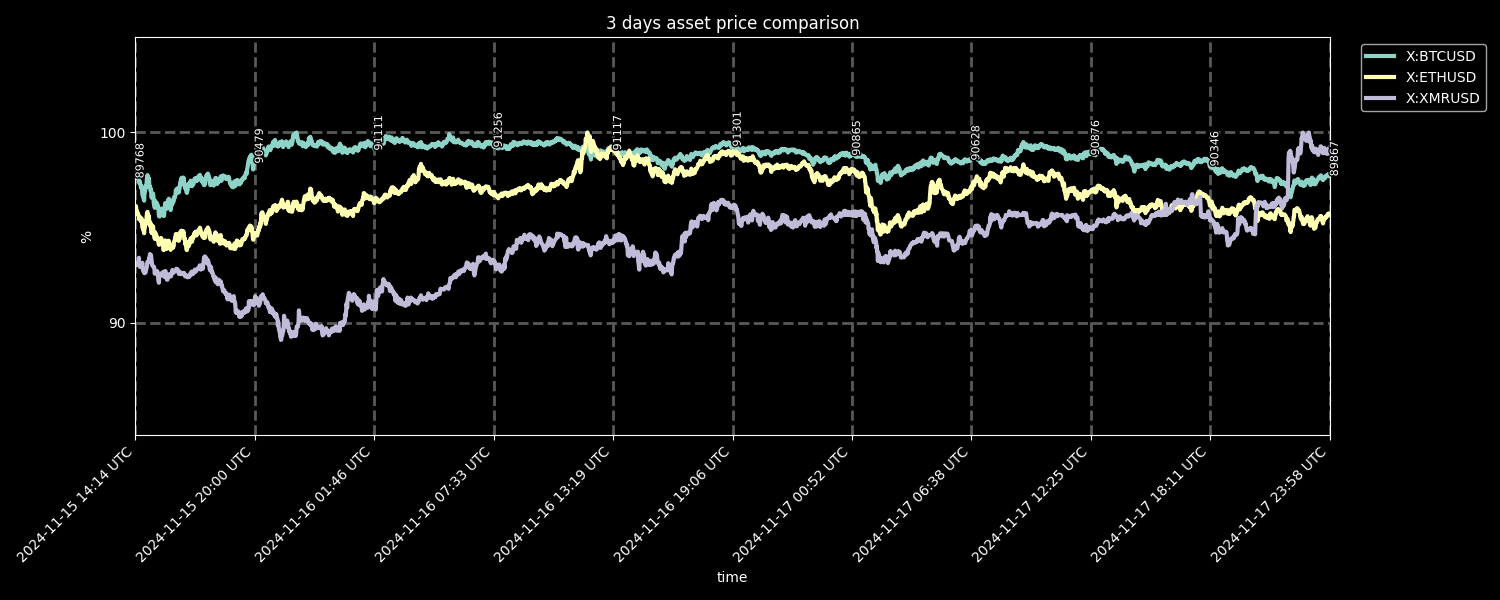 3 days asset price comparison
X:BTCUSD
X:ETHUSD
X:XMRUSD
100
90
%
89768
90479
91111
91256
91117
91301
90865
90628
90876
90346
89867
2024-11-15 14:14 UTC
2024-11-15 20:00 UTC
2024-11-16 01:46 UTC
2024-11-16 07:33 UTC
2024-11-16 13:19 UTC
2024-11-16 19:06 UTC
2024-11-17 00:52 UTC
2024-11-17 06:38 UTC
2024-11-17 12:25 UTC
2024-11-17 18:11 UTC
2024-11-17 23:58 UTC
time